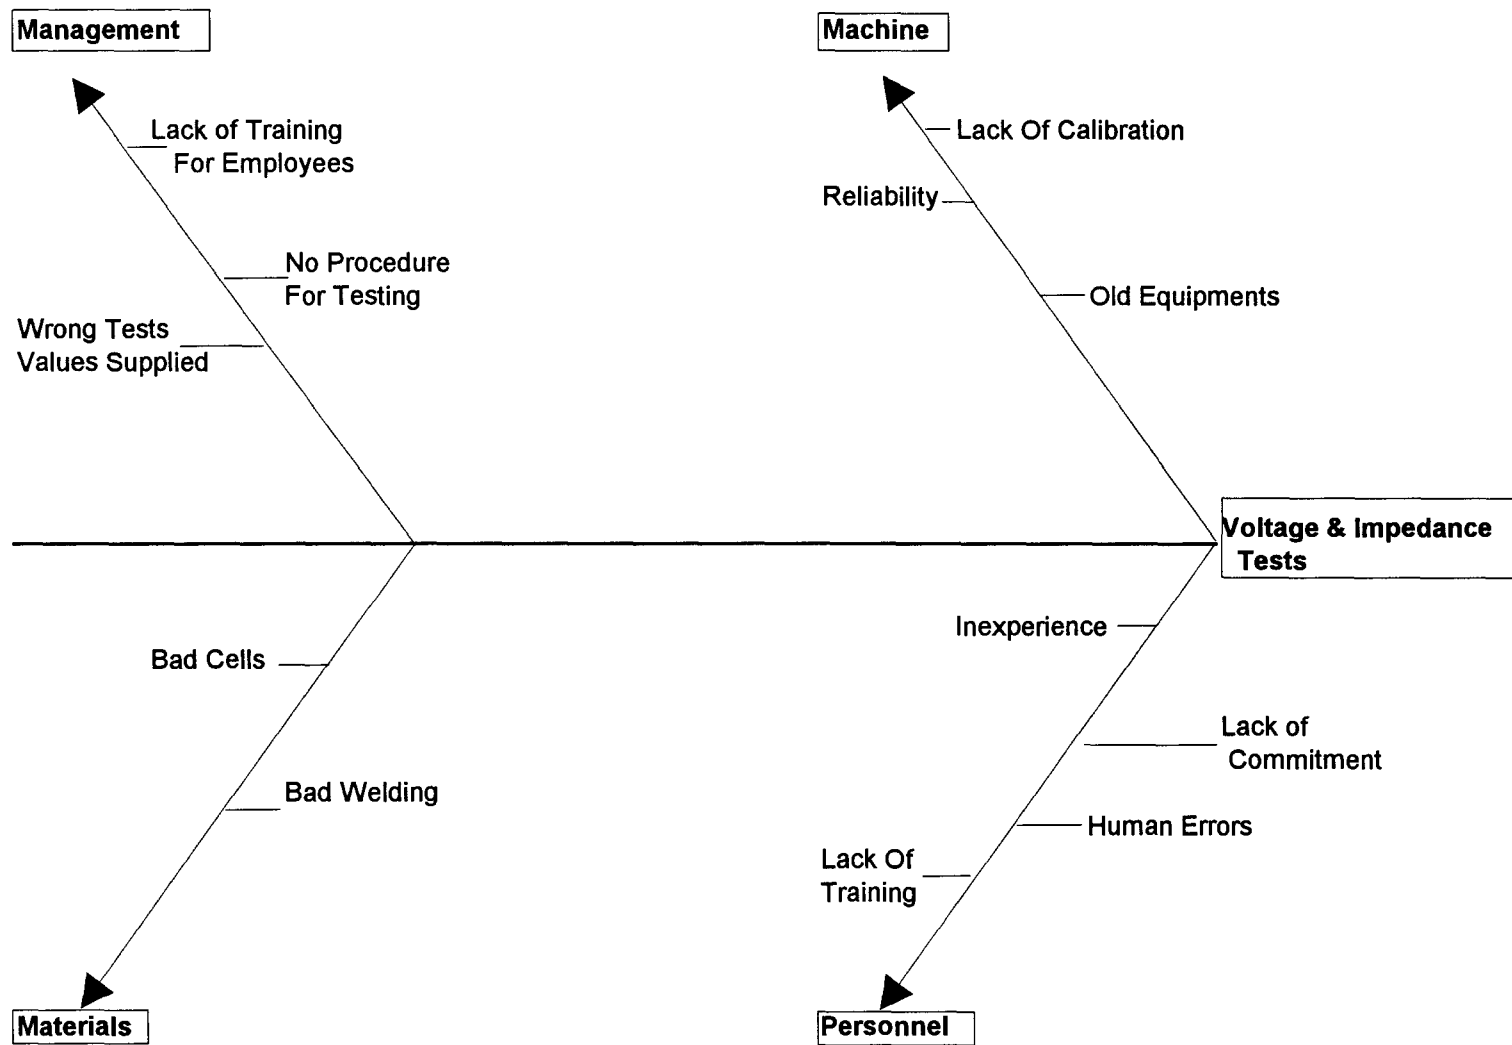 Management
Machine
Lack of Training
For Employees
Lack Of Calibration
Reliability
No Procedure
For Testing
Old Equipments
Wrong Tests
Values Supplied
Voltage & Impedance
Tests
Inexperience
Bad Cells
Lack of
Commitment
Bad Welding
Human Errors
Lack Of
Training
Materials
Personnel